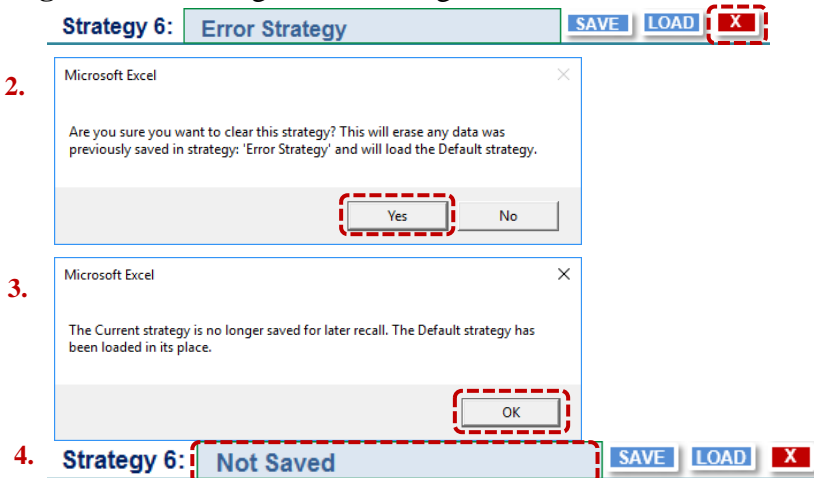 Strategy 6: Error Strategy SAVE LOAD X
2.
Microsoft Excel
Are you sure you want to clear this strategy? This will erase any data was
previously saved in strategy: 'Error Strategy' and will load the Default strategy.
Yes No
3.
Microsoft Excel
The Current strategy is no longer saved for later recall. The Default strategy has
been loaded in its place.
OK
4. Strategy 6: Not Saved SAVE LOAD X